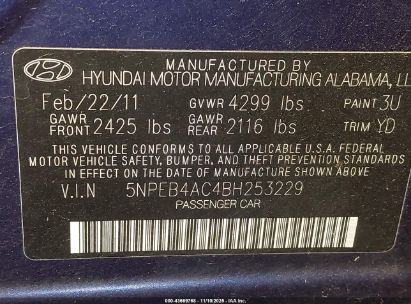 MANUFACTURED BY
HYUNDAI MOTOR MANUFACTURING ALABAMA, LL
Feb/22/11 GVWR 4299 lbs PAINT 3U
GAWR FRONT 2425 lbs GAWR REAR 2116 lbs TRIM YD
THIS VEHICLE CONFORMS TO ALL APPLICABLE U.S.A. FEDERAL
MOTOR VEHICLE SAFETY, BUMPER, AND THEFT PREVENTION STANDARDS
IN EFFECT ON THE DATE OF MANUFACTURE SHOWN ABOVE.
V.I.N 5NPEB4AC4BH253229
PASSENGER CAR